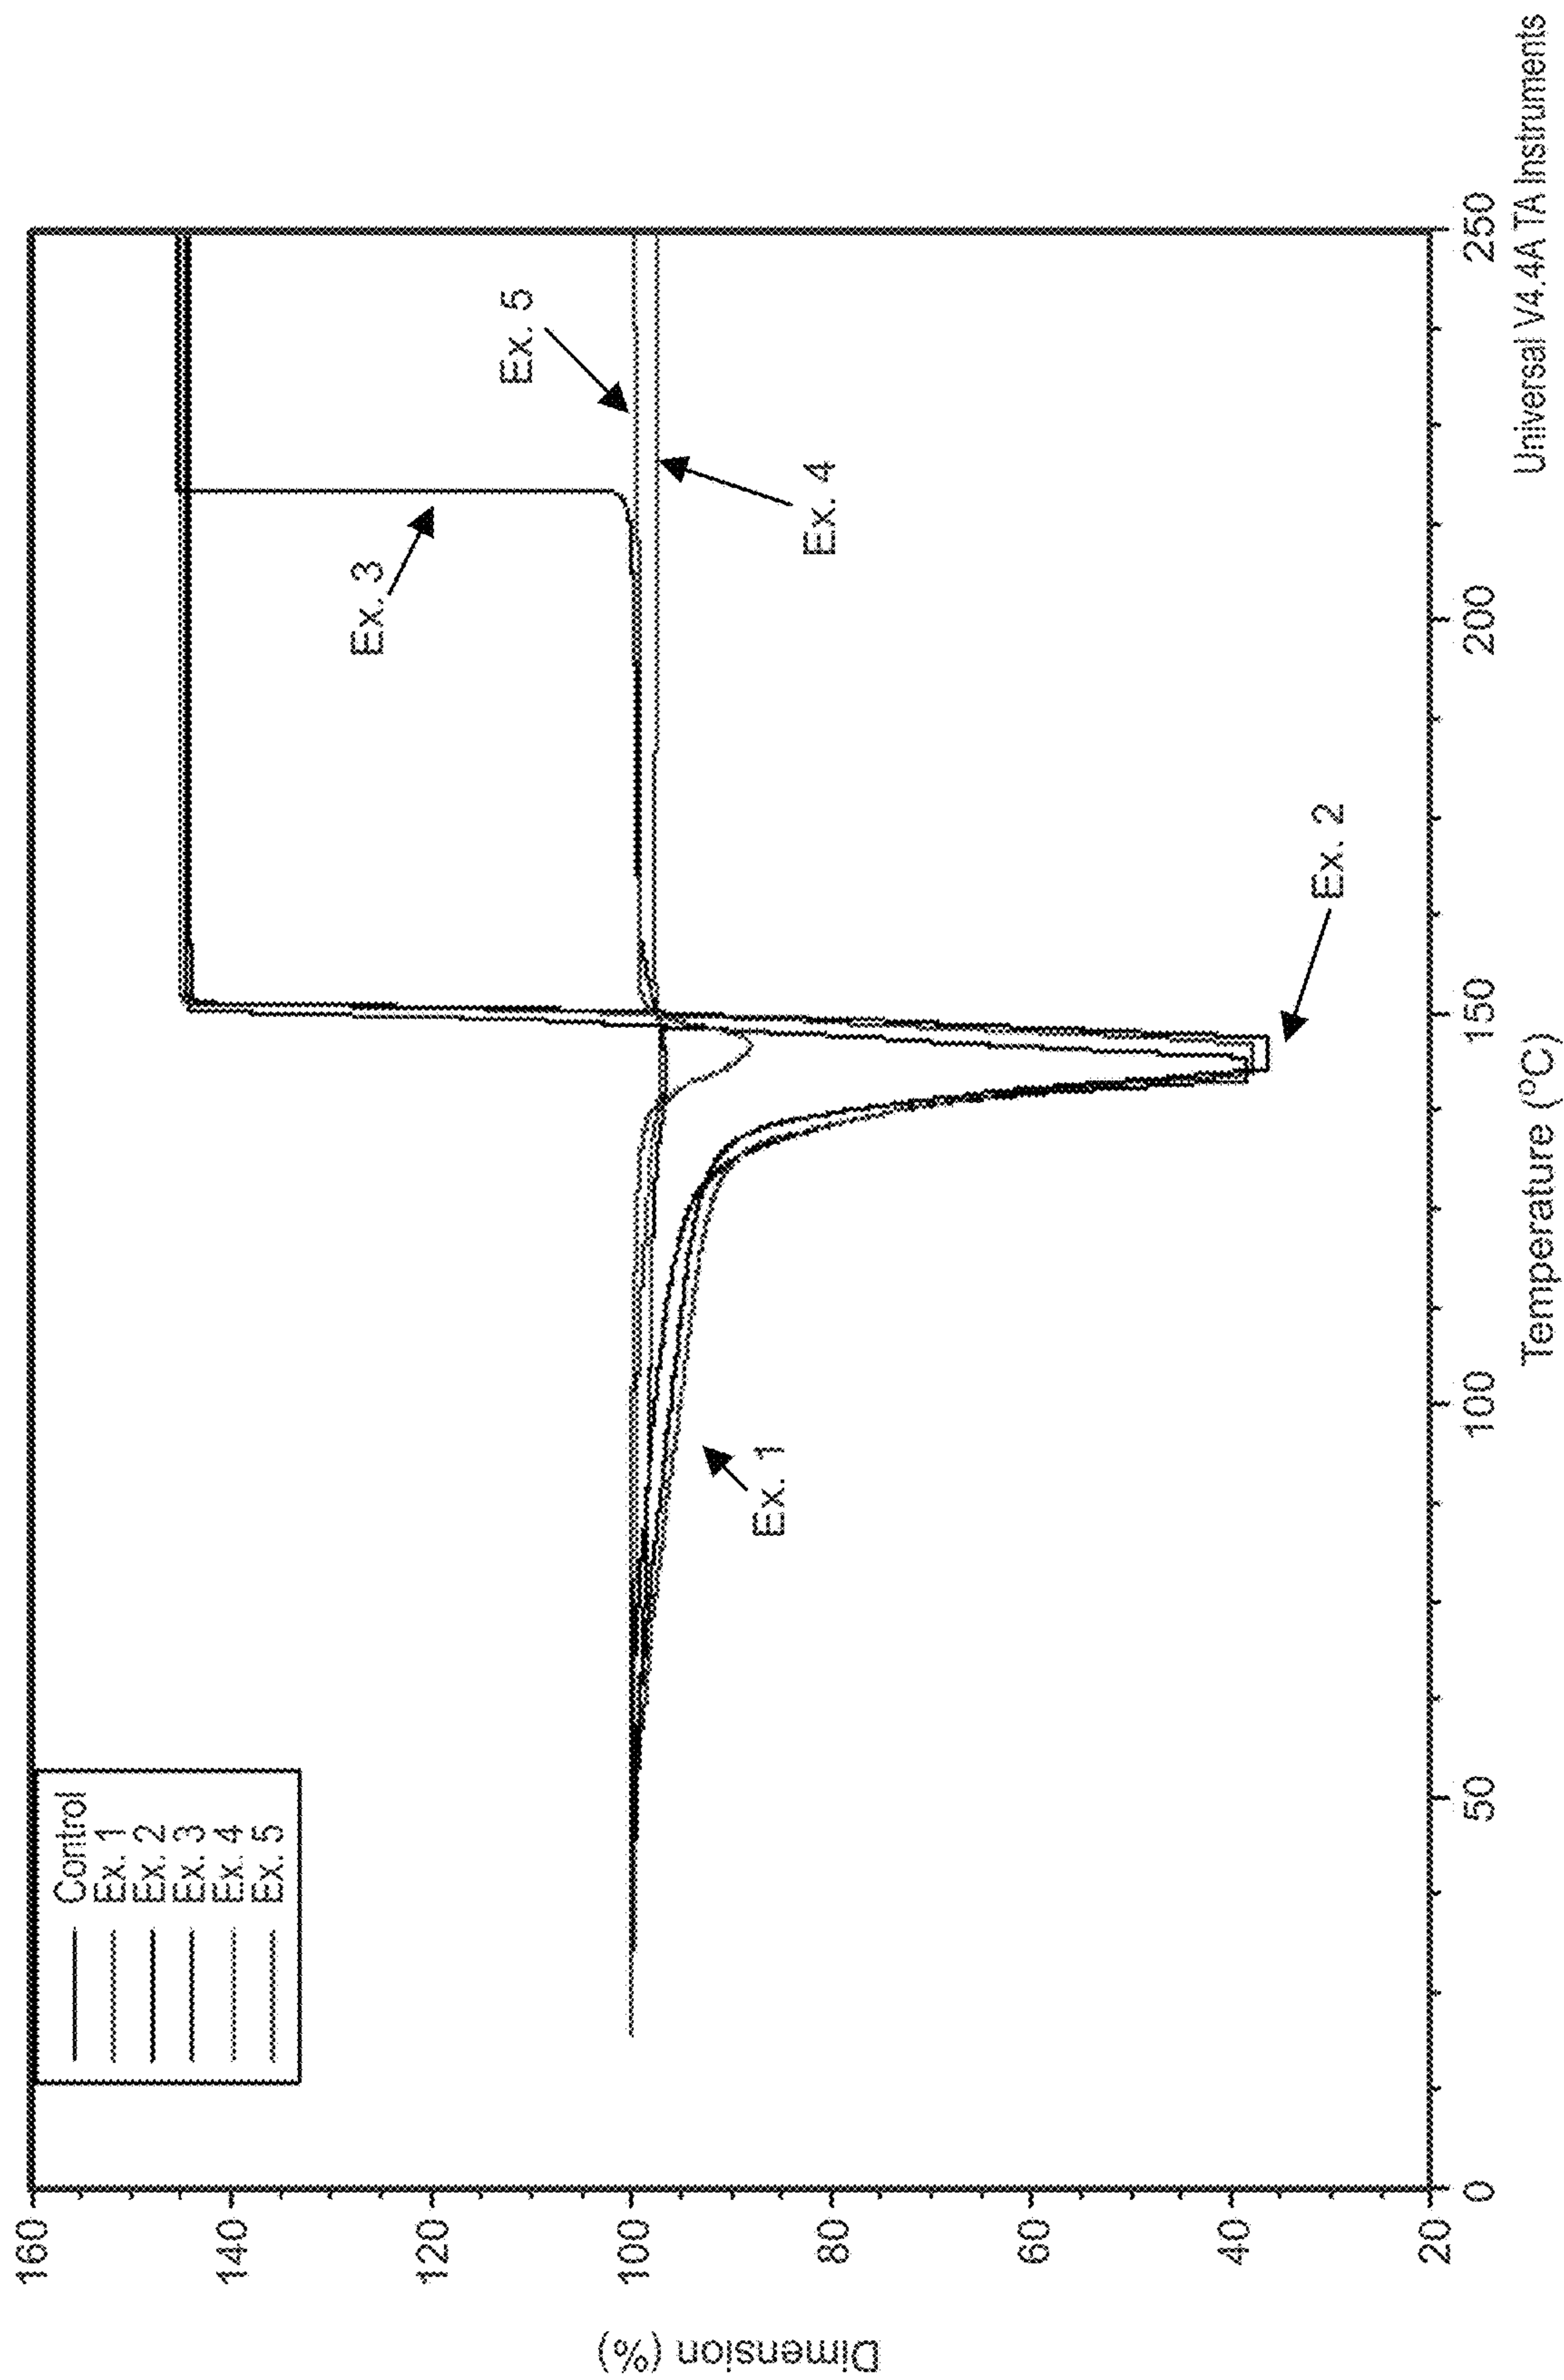 Control
Ex. 1
Ex. 2
Ex. 3
Ex. 4
Ex. 5
160
140
120
100
80
60
40
20
Dimension (%)
Ex. 3
Ex. 5
Ex. 4
Ex. 1
Ex. 2
0
50
100
150
200
250
Temperature (ºC)
Universal V4.4A TA Instruments